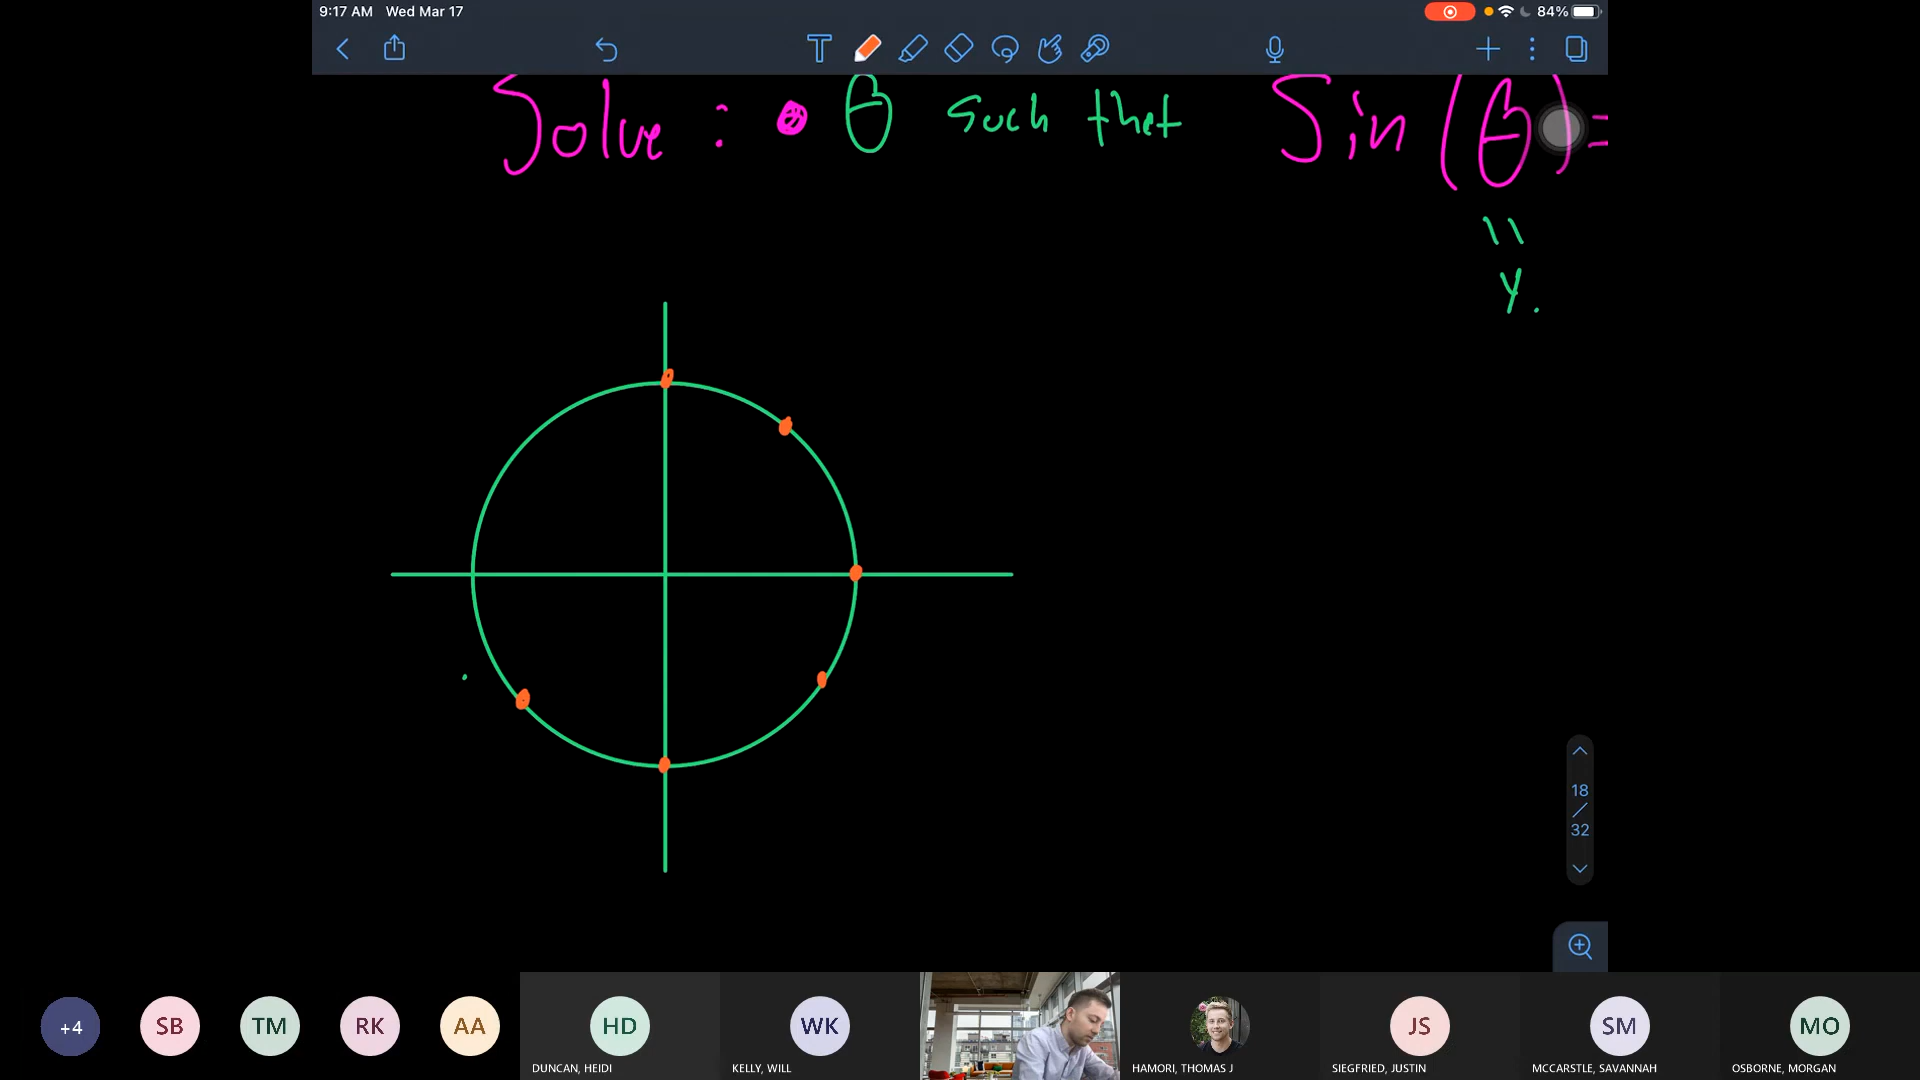 9:17 AM Wed Mar 17 84%
T
Solve : θ such that Sin(θ)=
"
y.
18
/
32
+4 SB TM RK AA HD WK JS SM MO
DUNCAN, HEIDI KELLY, WILL HAMORI, THOMAS J SIEGFRIED, JUSTIN MCCARSTLE, SAVANNAH OSBORNE, MORGAN